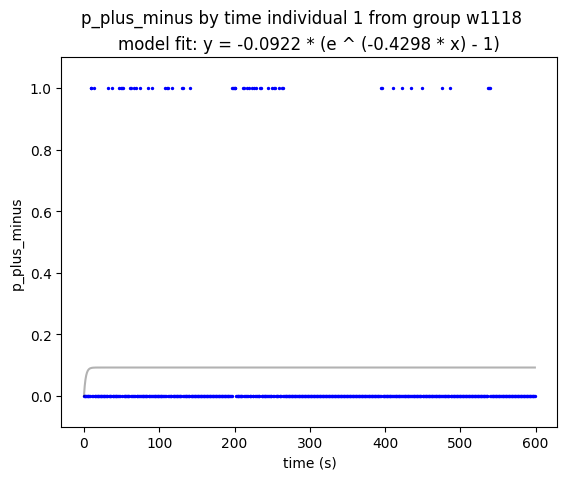 p_plus_minus by time individual 1 from group w1118
model fit: y = -0.0922 * (e ^ (-0.4298 * x) - 1)
1.0
0.8
0.6
0.4
0.2
0.0
p_plus_minus
0 100 200 300 400 500 600
time (s)